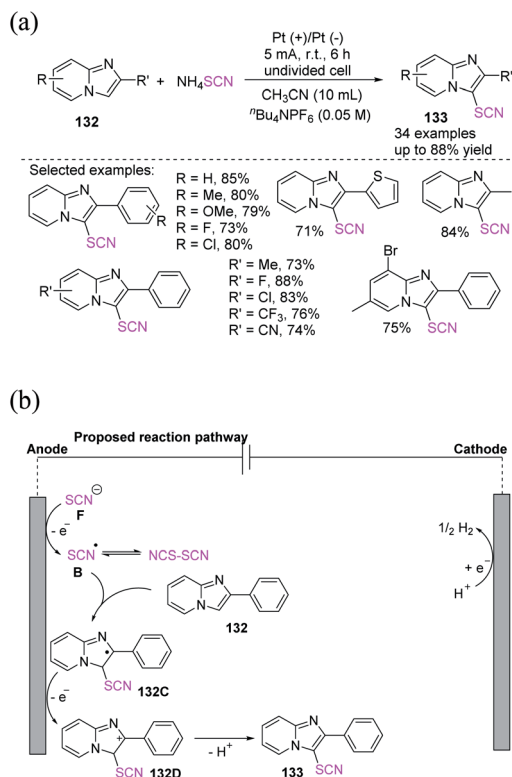 (a)
Pt (+)/Pt (-)
5 mA, r.t., 6 h
undivided cell
CH₃CN (10 mL)
ⁿBu₄NPF₆ (0.05 M)
R
N
N
R'
132
+
NH₄SCN
R
N
N
R'
SCN
133
34 examples
up to 88% yield
Selected examples:
N
N
SCN
R
R = H, 85%
R = Me, 80%
R = OMe, 79%
R = F, 73%
R = Cl, 80%
N
N
S
SCN
71%
N
N
SCN
84%
R'
N
N
SCN
R' = Me, 73%
R' = F, 88%
R' = Cl, 83%
R' = CF₃, 76%
R' = CN, 74%
Br
N
N
SCN
75%
(b)
Proposed reaction pathway
Anode
Cathode
SCN⊖
F
- e⁻
SCN•
B
NCS-SCN
N
N
132
N
N
•
SCN
132C
- e⁻
N
N
+
SCN
132D
- H⁺
N
N
SCN
133
1/2 H₂
+ e⁻
H⁺